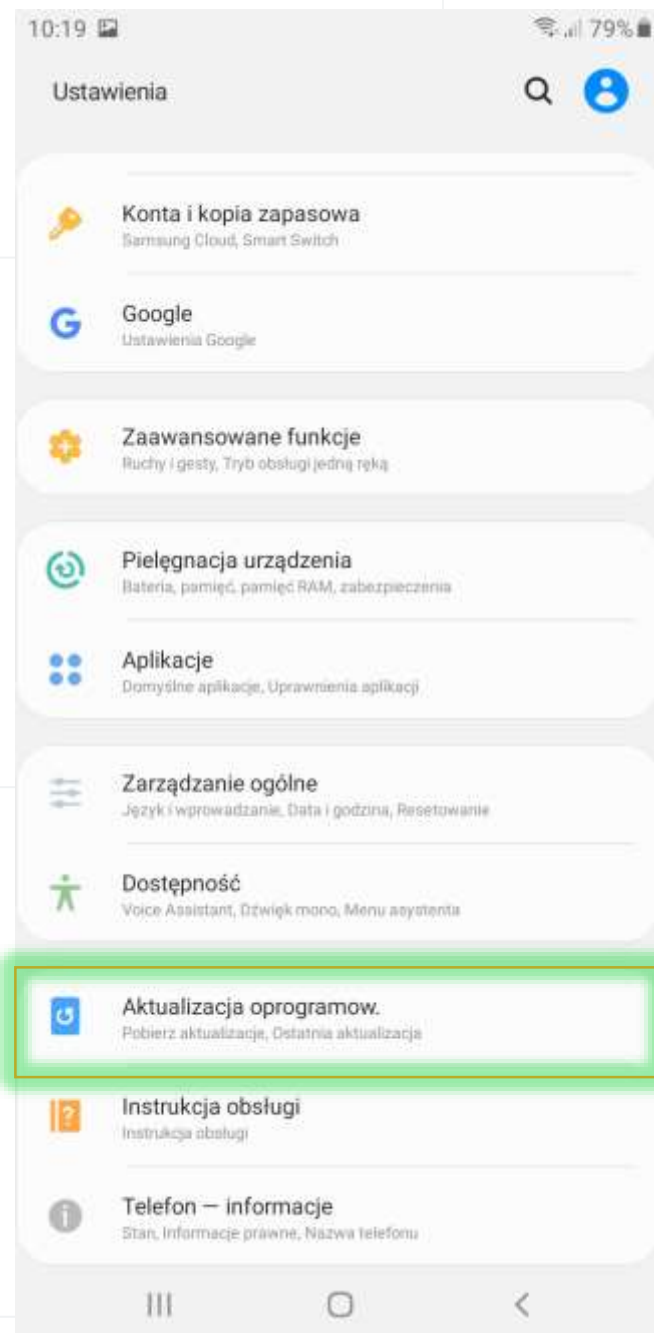 10:19 79%
Ustawienia
Konta i kopia zapasowa
Samsung Cloud, Smart Switch
Google
Ustawienia Google
Zaawansowane funkcje
Ruchy i gesty, Tryb obsługi jedną ręką
Pielęgnacja urządzenia
Bateria, pamięć, pamięć RAM, zabezpieczenia
Aplikacje
Domyślne aplikacje, Uprawnienia aplikacji
Zarządzanie ogólne
Język i wprowadzanie, Data i godzina, Resetowanie
Dostępność
Voice Assistant, Dźwięk mono, Menu asystenta
Aktualizacja oprogramow.
Pobierz aktualizacje, Ostatnia aktualizacja
Instrukcja obsługi
Instrukcja obsługi
Telefon — informacje
Stan, Informacje prawne, Nazwa telefonu